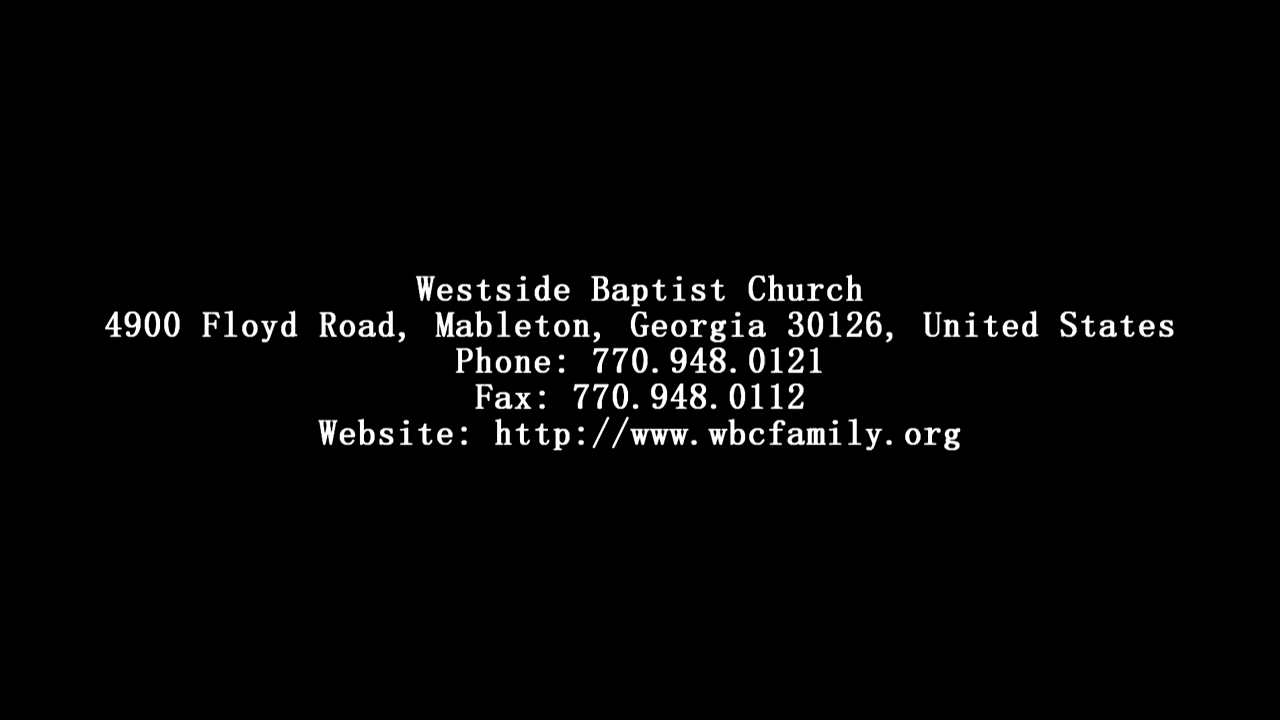 Westside Baptist Church
4900 Floyd Road, Mableton, Georgia 30126, United States
Phone: 770.948.0121
Fax: 770.948.0112
Website: http://www.wbcfamily.org